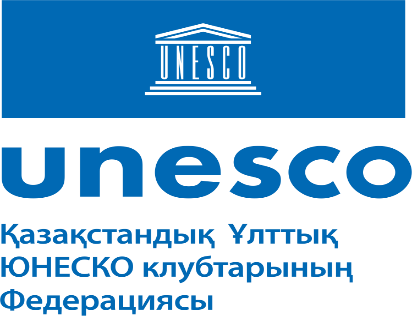 UNESCO
unesco
Қазақстандық Ұлттық
ЮНЕСКО клубтарының
Федерациясы